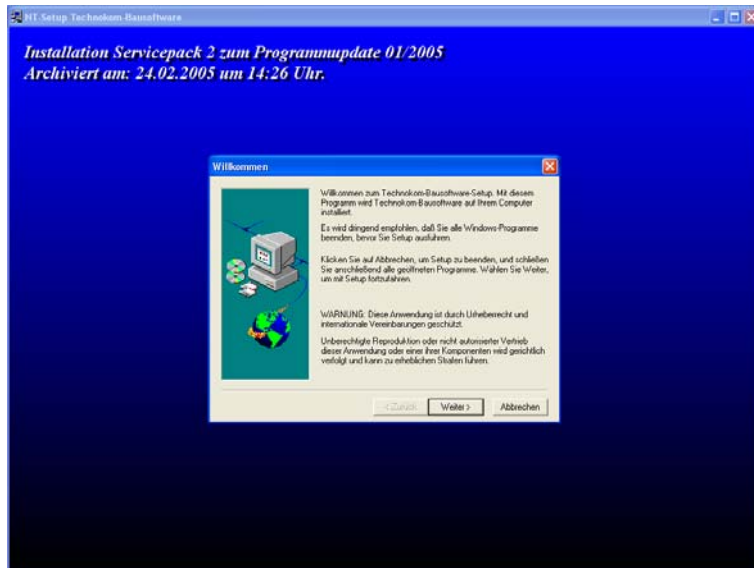 NT-Setup Technokom-Bausoftware
Installation Servicepack 2 zum Programmupdate 01/2005
Archiviert am: 24.02.2005 um 14:26 Uhr.
Willkommen
Willkommen zum Technokom-Bausoftware-Setup. Mit diesem
Programm wird Technokom-Bausoftware auf Ihrem Computer
installiert.
Es wird dringend empfohlen, daß Sie alle Windows-Programme
beenden, bevor Sie Setup ausführen.
Klicken Sie auf Abbrechen, um Setup zu beenden, und schließen
Sie anschließend alle geöffneten Programme. Wählen Sie Weiter,
um mit Setup fortzufahren.
WARNUNG: Diese Anwendung ist durch Urheberrecht und
internationale Vereinbarungen geschützt.
Unberechtigte Reproduktion oder nicht autorisierter Vertrieb
dieser Anwendung oder einer ihrer Komponenten wird gerichtlich
verfolgt und kann zu erheblichen Strafen führen.
< Zurück Weiter > Abbrechen